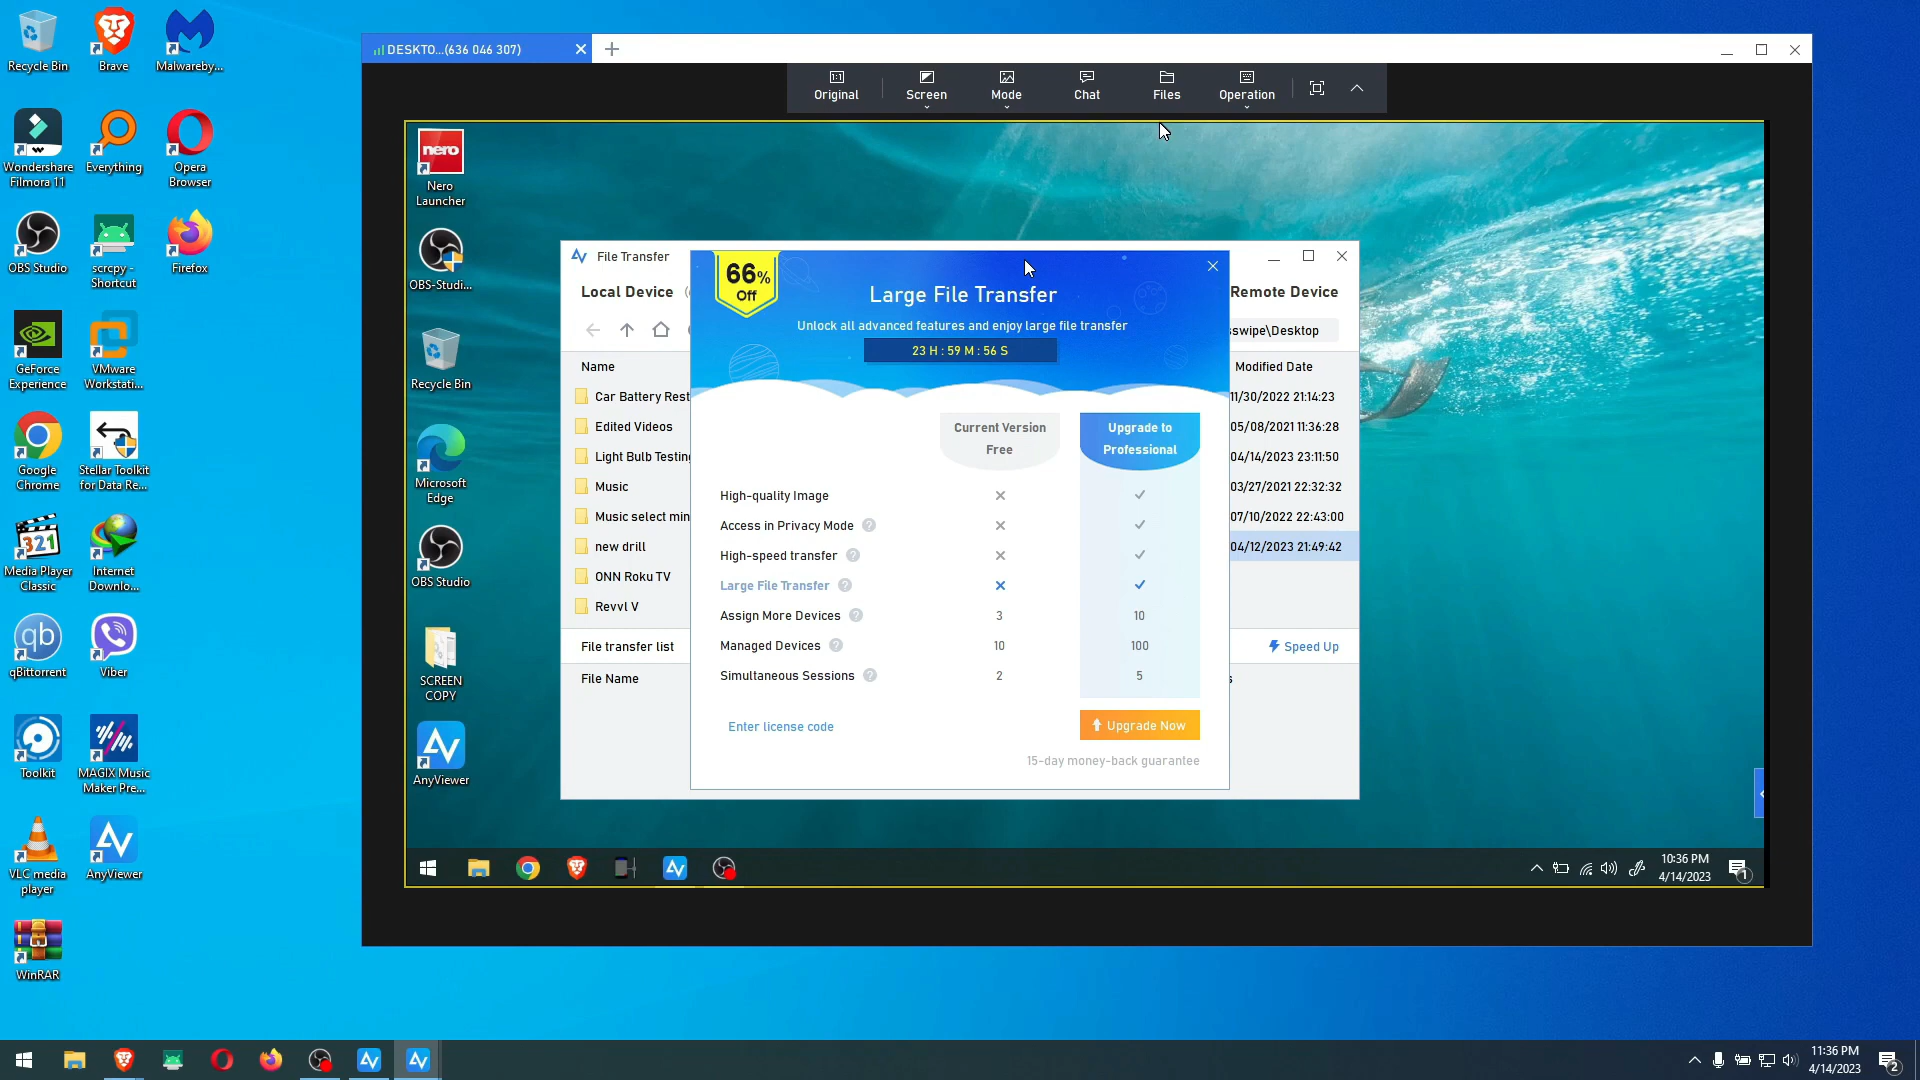 DESKTO...(636 046 307)
1:1
Original
Screen
Mode
Chat
Files
Operation
Recycle Bin
Brave
Malwareby...
Wondershare
Filmora 11
Everything
Opera
Browser
OBS Studio
scrcpy -
Shortcut
Firefox
GeForce
Experience
VMware
Workstati...
Google
Chrome
Stellar Toolkit
for Data Re...
321
Media Player
Classic
Internet
Downlo...
qb
qBittorrent
Viber
Toolkit
MAGIX Music
Maker Pre...
VLC media
player
AnyViewer
WinRAR
nero
Nero
Launcher
OBS-Studi...
Recycle Bin
Microsoft
Edge
OBS Studio
SCREEN
COPY
AnyViewer
File Transfer
Local Device
Remote Device
swipe\Desktop
Name
Modified Date
Car Battery Rest
11/30/2022 21:14:23
Edited Videos
05/08/2021 11:36:28
Light Bulb Testing
04/14/2023 23:11:50
Music
03/27/2021 22:32:32
Music select min
07/10/2022 22:43:00
new drill
04/12/2023 21:49:42
ONN Roku TV
Revvl V
File transfer list
Speed Up
File Name
s
66%
Off
Large File Transfer
Unlock all advanced features and enjoy large file transfer
23 H : 59 M : 56 S
Current Version
Free
Upgrade to
Professional
High-quality Image
Access in Privacy Mode ?
High-speed transfer ?
Large File Transfer ?
Assign More Devices ? 3 10
Managed Devices ? 10 100
Simultaneous Sessions ? 2 5
Enter license code
Upgrade Now
15-day money-back guarantee
10:36 PM
4/14/2023
1
11:36 PM
4/14/2023
2